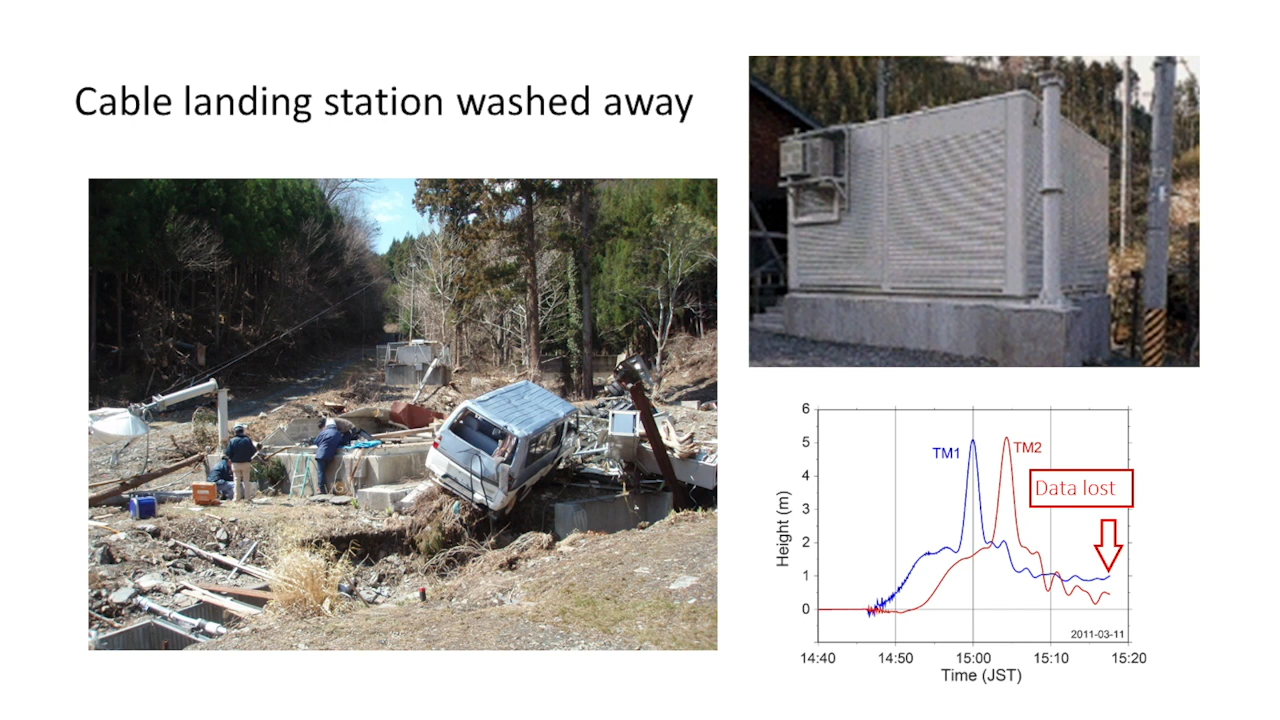 Cable landing station washed away
6
5
4
3
2
1
0
Height (m)
TM1
TM2
Data lost
2011-03-11
14:40 14:50 15:00 15:10 15:20
Time (JST)